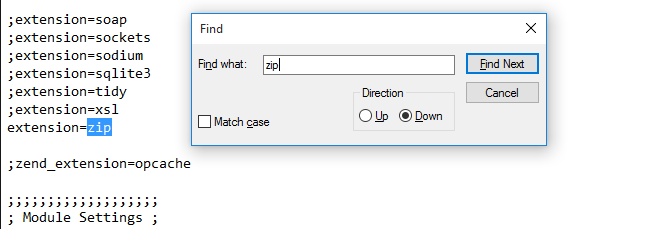 ;extension=soap
;extension=sockets
;extension=sodium
;extension=sqlite3
;extension=tidy
;extension=xsl
extension=zip
;zend_extension=opcache
;;;;;;;;;;;;;;;;;;;
; Module Settings ;
Find
Find what: zip Find Next
Cancel
Direction
Up Down
Match case